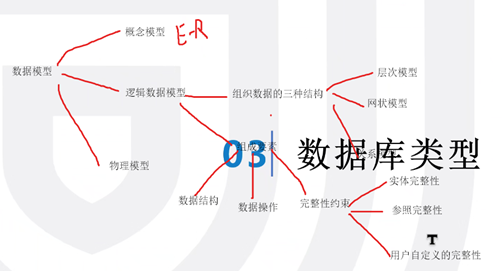 概念模型 E-R
数据模型
逻辑数据模型
物理模型
组织数据的三种结构
层次模型
网状模型
组成要素
03 数据库类型
数据结构
数据操作
完整性约束
实体完整性
参照完整性
用户自定义的完整性